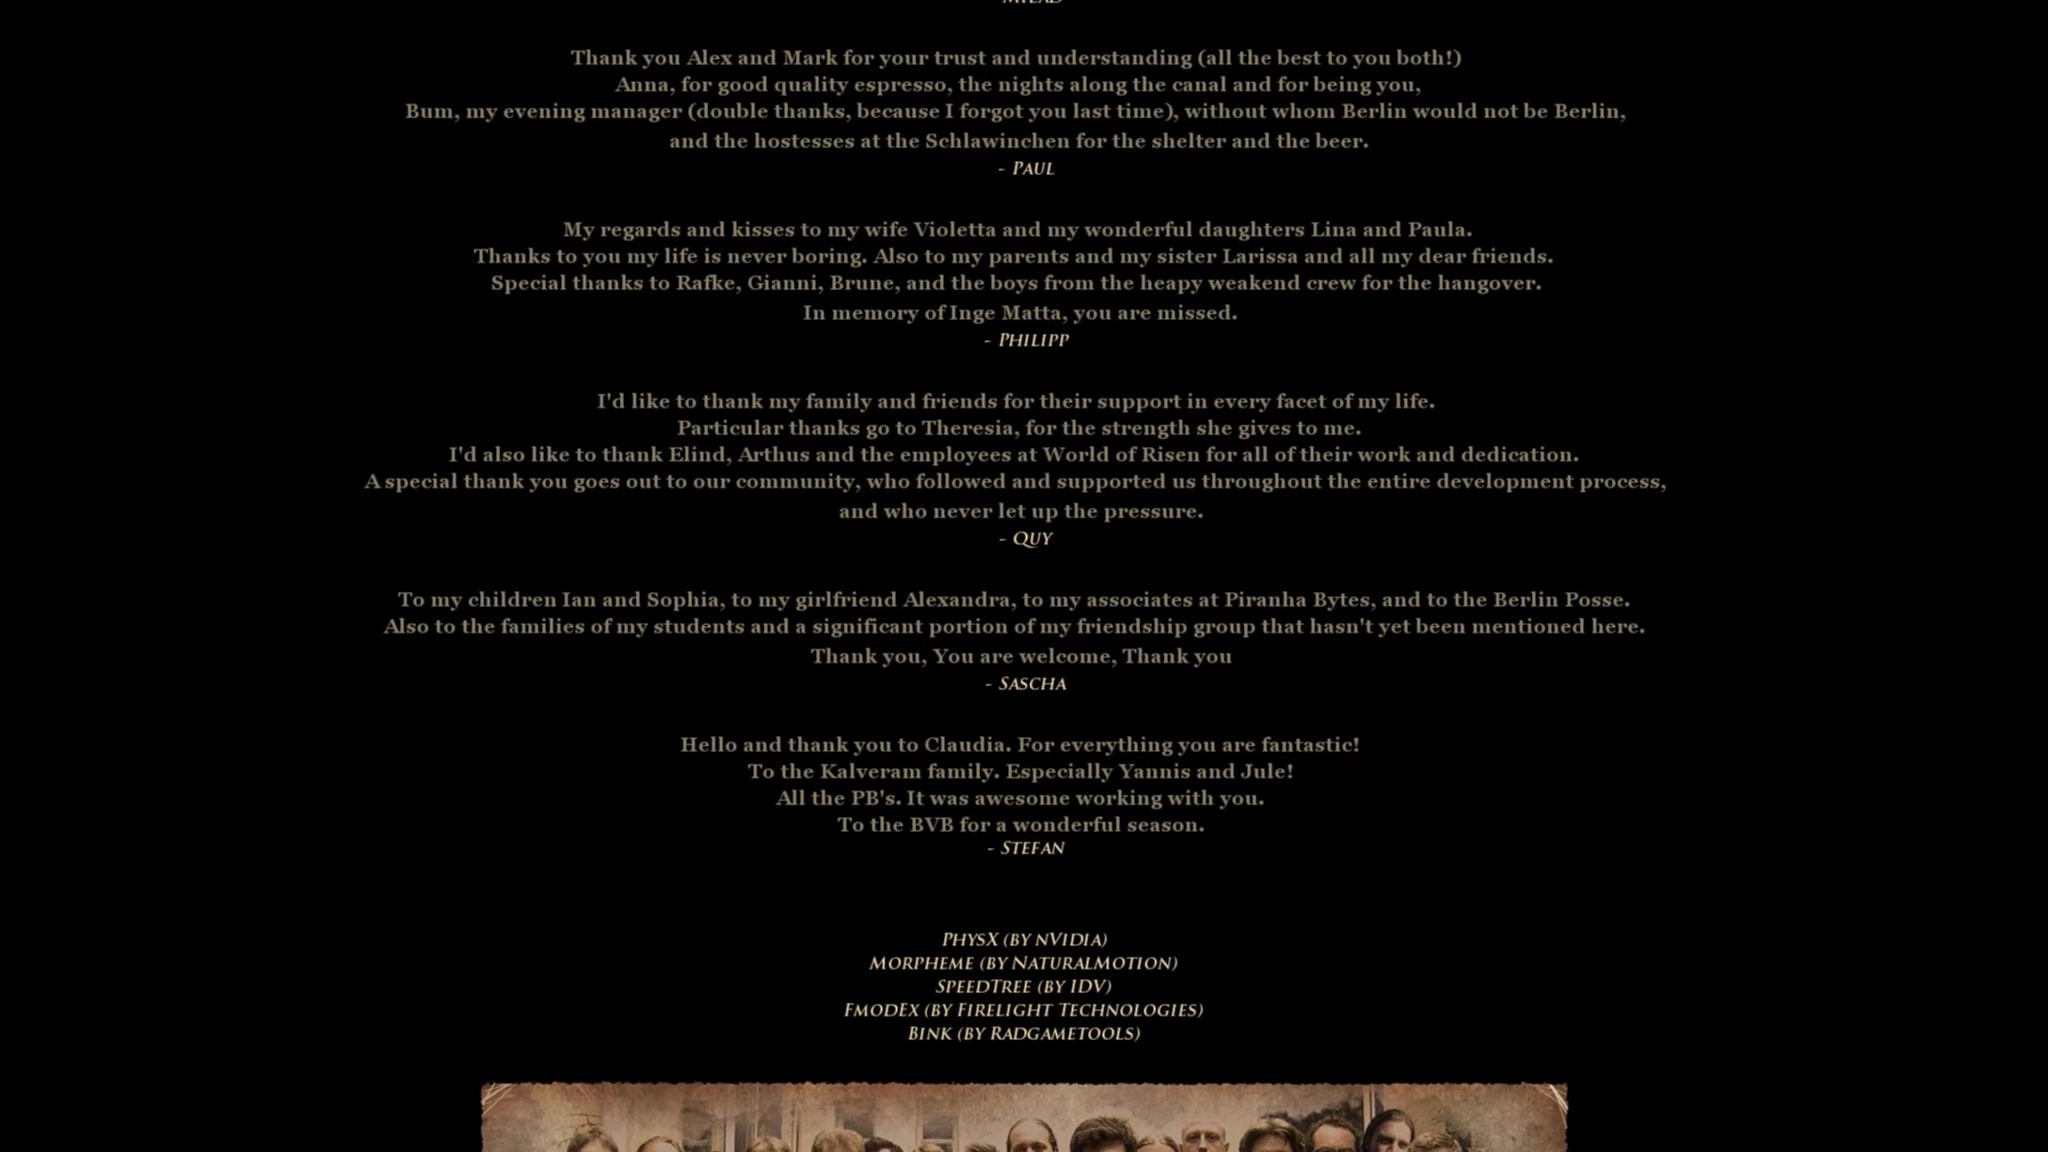 Thank you Alex and Mark for your trust and understanding (all the best to you both!)
Anna, for good quality espresso, the nights along the canal and for being you,
Bum, my evening manager (double thanks, because I forgot you last time), without whom Berlin would not be Berlin,
and the hostesses at the Schlawinchen for the shelter and the beer.
- Paul
My regards and kisses to my wife Violetta and my wonderful daughters Lina and Paula.
Thanks to you my life is never boring. Also to my parents and my sister Larissa and all my dear friends.
Special thanks to Rafke, Gianni, Brune, and the boys from the heapy weakend crew for the hangover.
In memory of Inge Matta, you are missed.
- Philipp
I'd like to thank my family and friends for their support in every facet of my life.
Particular thanks go to Theresia, for the strength she gives to me.
I'd also like to thank Elind, Arthus and the employees at World of Risen for all of their work and dedication.
A special thank you goes out to our community, who followed and supported us throughout the entire development process,
and who never let up the pressure.
- Quy
To my children Ian and Sophia, to my girlfriend Alexandra, to my associates at Piranha Bytes, and to the Berlin Posse.
Also to the families of my students and a significant portion of my friendship group that hasn't yet been mentioned here.
Thank you, You are welcome, Thank you
- Sascha
Hello and thank you to Claudia. For everything you are fantastic!
To the Kalveram family. Especially Yannis and Jule!
All the PB's. It was awesome working with you.
To the BVB for a wonderful season.
- Stefan
PhysX (by nVidia)
Morpheme (by NaturalMotion)
SpeedTree (by IDV)
FmodEx (by Firelight Technologies)
Bink (by Radgametools)